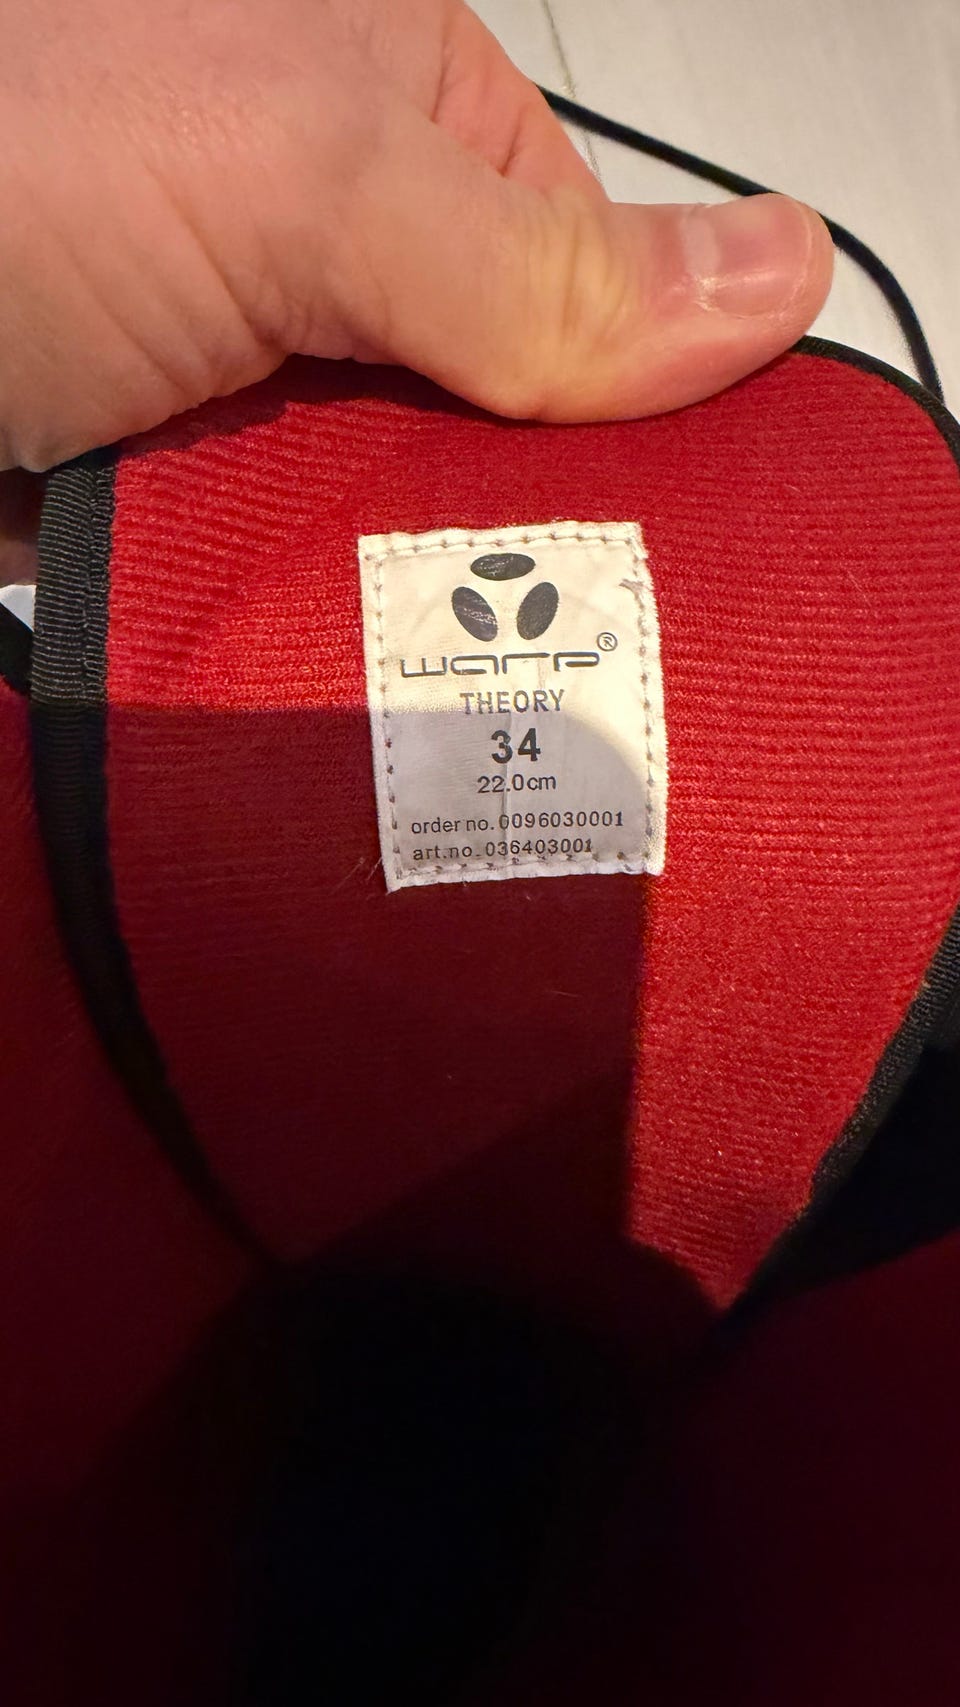 warp®
THEORY
34
22.0cm
order no. 0096030001
art.no. 036403001